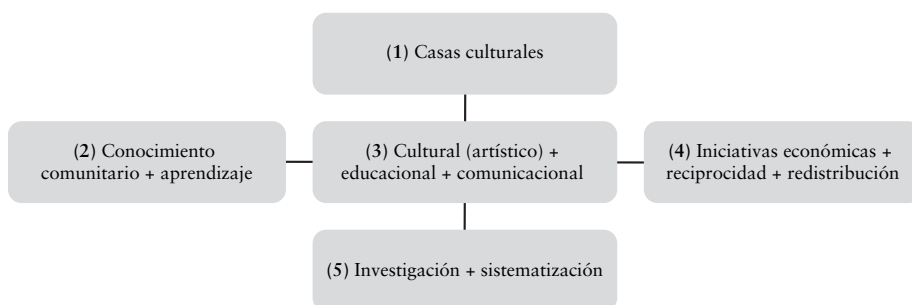 (1) Casas culturales
(2) Conocimiento
comunitario + aprendizaje
(3) Cultural (artístico) +
educacional + comunicacional
(4) Iniciativas económicas +
reciprocidad + redistribución
(5) Investigación + sistematización